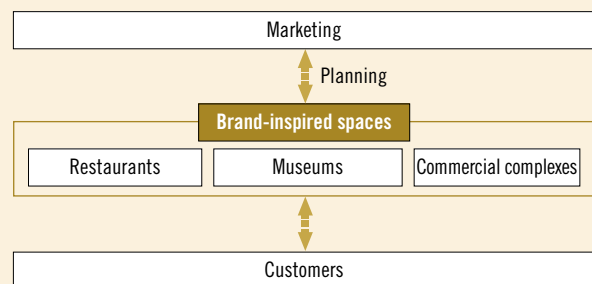 Marketing
Planning
Brand-inspired spaces
Restaurants
Museums
Commercial complexes
Customers